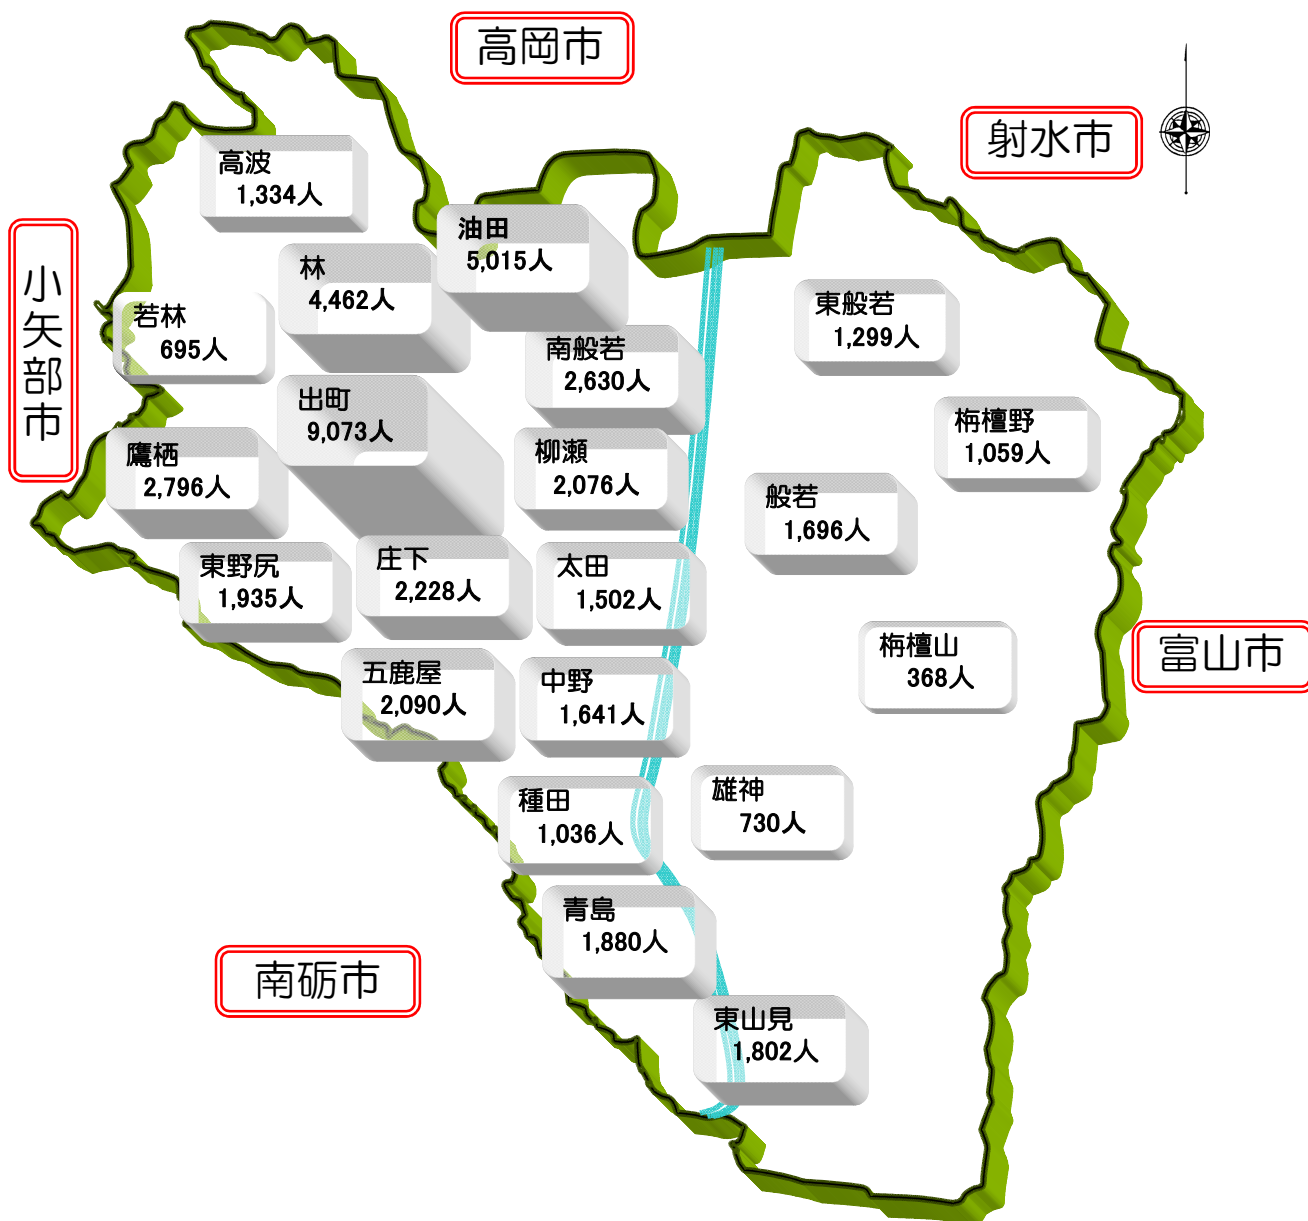 高岡市
射水市
高波
1,334人
油田
5,015人
小矢部市
林
4,462人
若林
695人
東般若
1,299人
南般若
2,630人
出町
9,073人
栴檀野
1,059人
鷹栖
2,796人
柳瀬
2,076人
般若
1,696人
東野尻
1,935人
庄下
2,228人
太田
1,502人
栴檀山
368人
富山市
五鹿屋
2,090人
中野
1,641人
種田
1,036人
雄神
730人
青島
1,880人
南砺市
東山見
1,802人